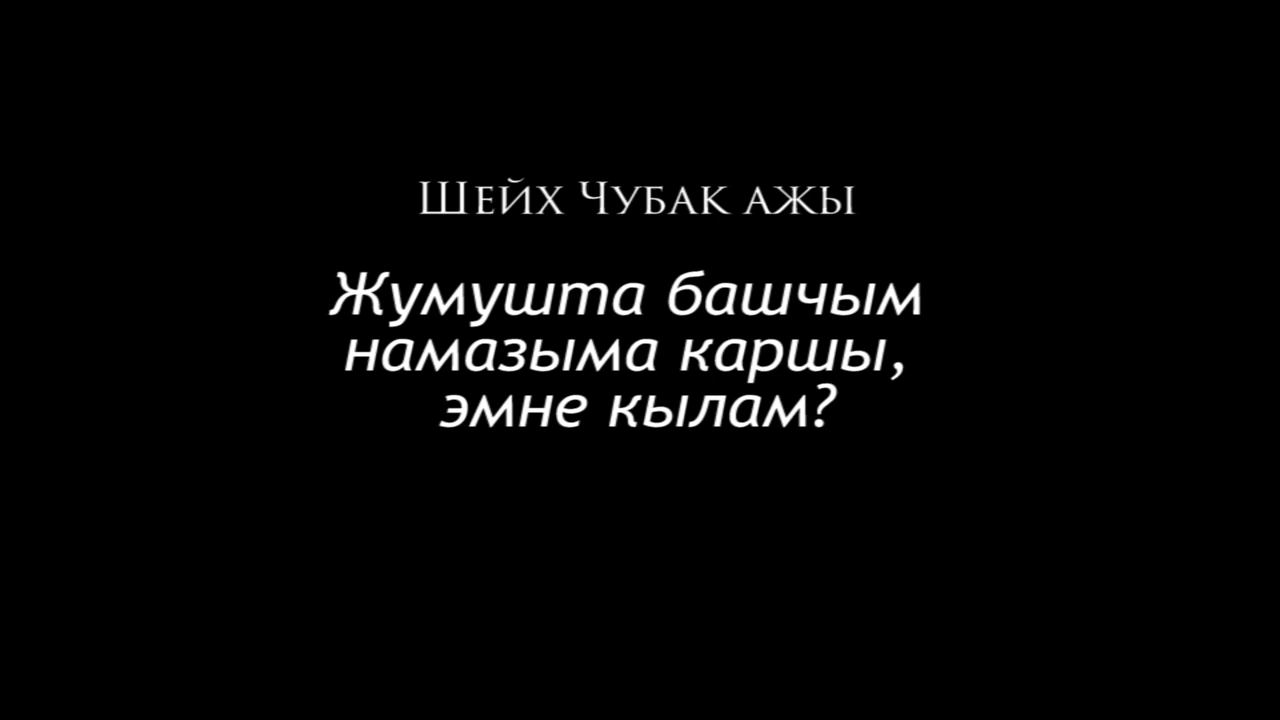 Шейх Чубак ажы
Жумушта башчым
намазыма каршы,
эмне кылам?